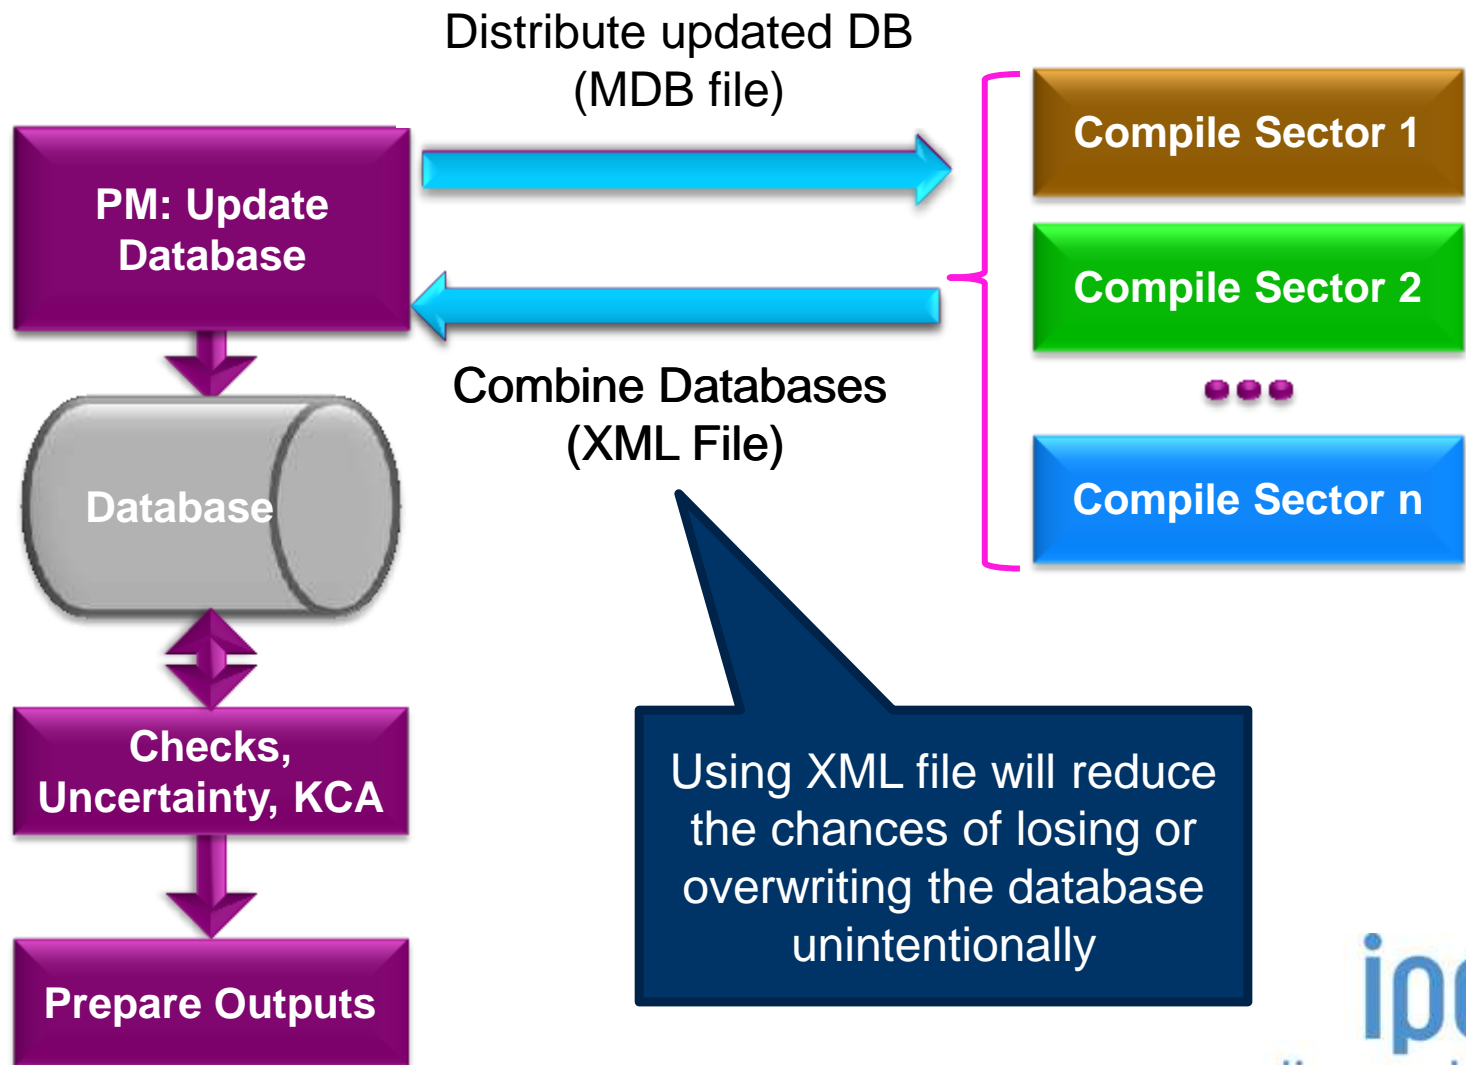 Distribute updated DB
(MDB file)
PM: Update
Database
Compile Sector 1
Compile Sector 2
Combine Databases
(XML File)
Compile Sector n
Database
Checks,
Uncertainty, KCA
Using XML file will reduce
the chances of losing or
overwriting the database
unintentionally
Prepare Outputs